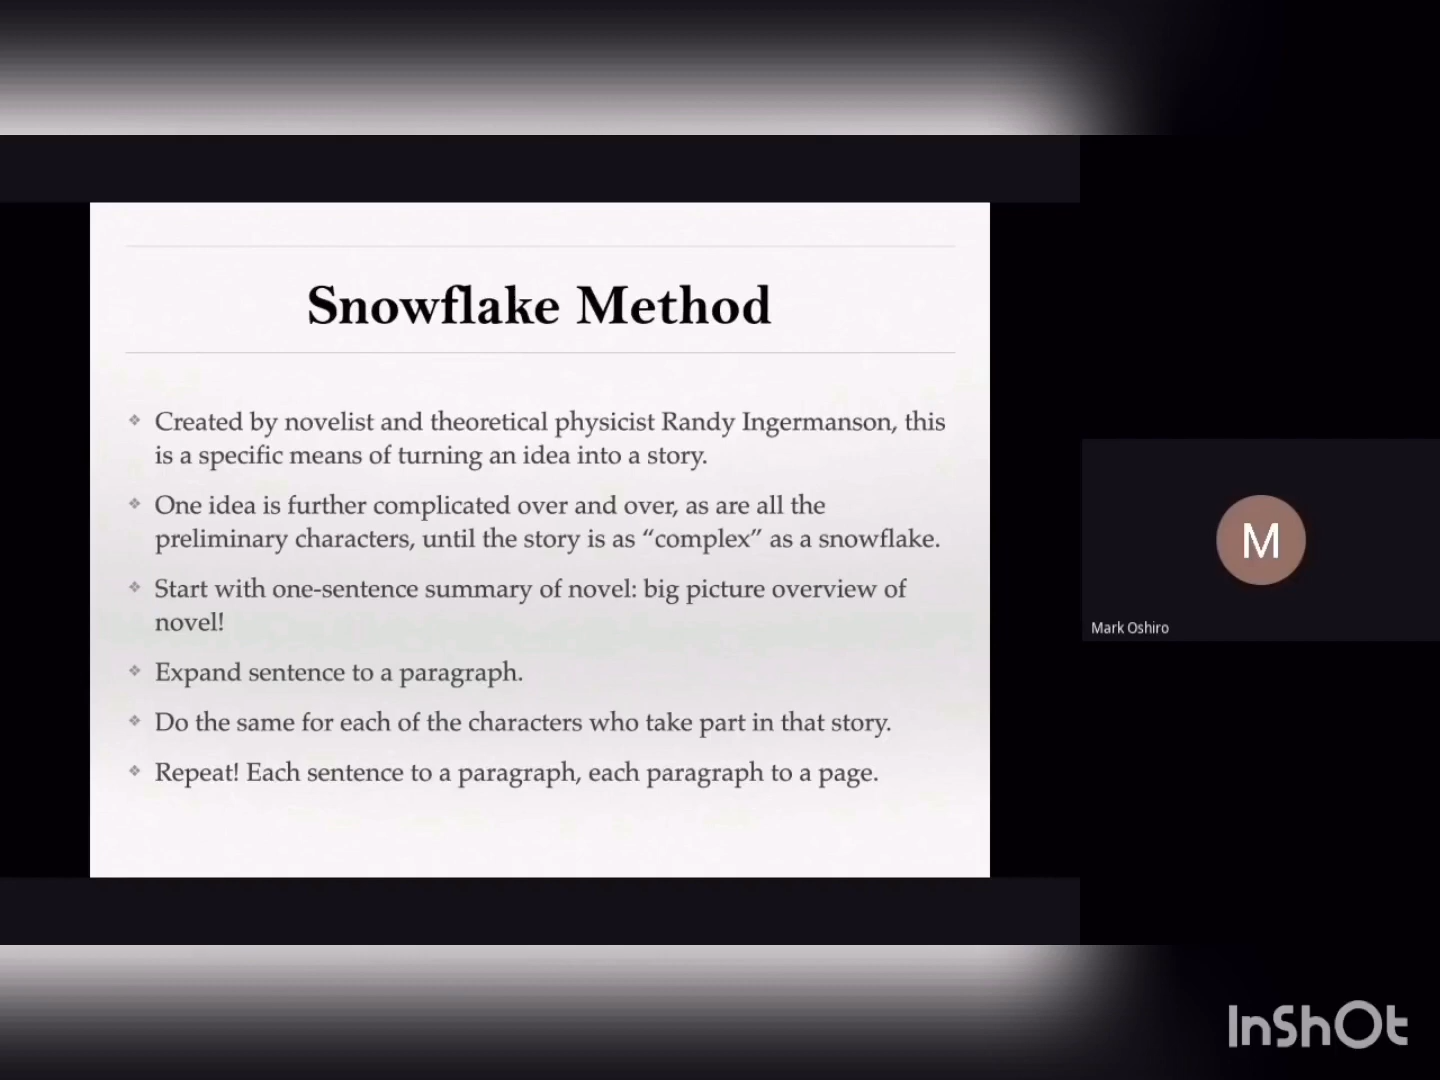 Snowflake Method
Created by novelist and theoretical physicist Randy Ingermanson, this
is a specific means of turning an idea into a story.
One idea is further complicated over and over, as are all the
preliminary characters, until the story is as “complex” as a snowflake.
Start with one-sentence summary of novel: big picture overview of
novel!
Expand sentence to a paragraph.
Do the same for each of the characters who take part in that story.
Repeat! Each sentence to a paragraph, each paragraph to a page.
M
Mark Oshiro
InShOt